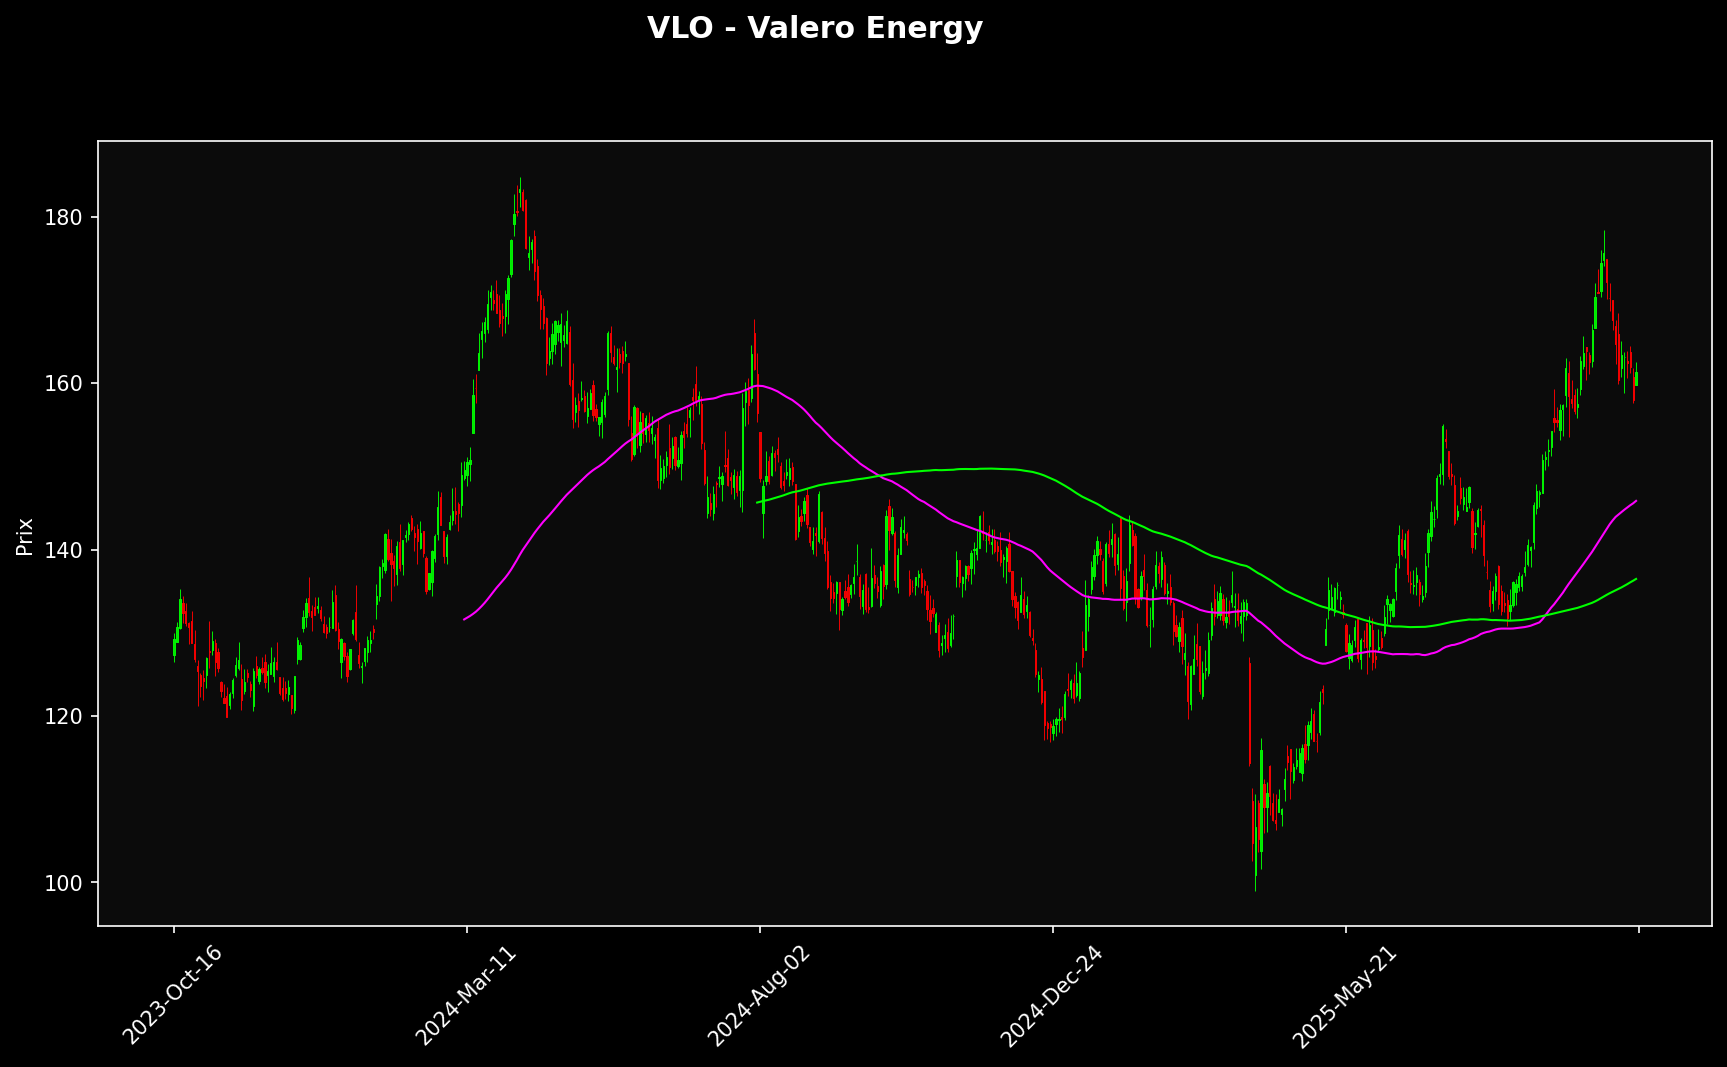 VLO - Valero Energy
Prix
180
160
140
120
100
2023-Oct-16
2024-Mar-11
2024-Aug-02
2024-Dec-24
2025-May-21